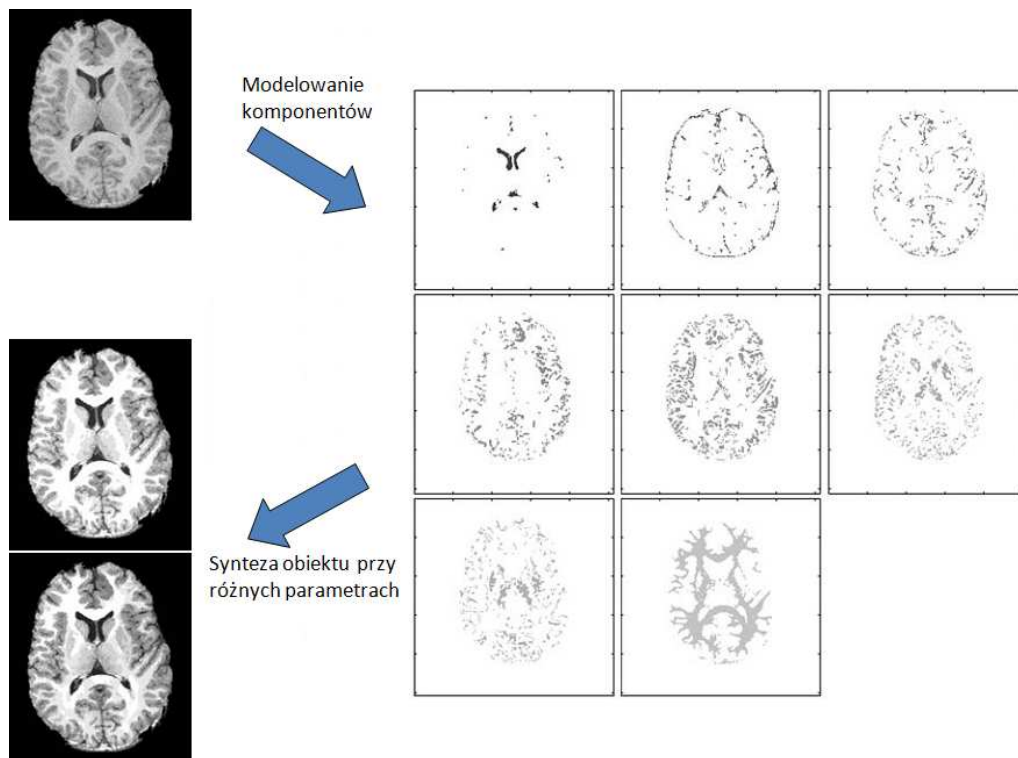 Modelowanie
komponentów
Synteza obiektu przy
różnych parametrach